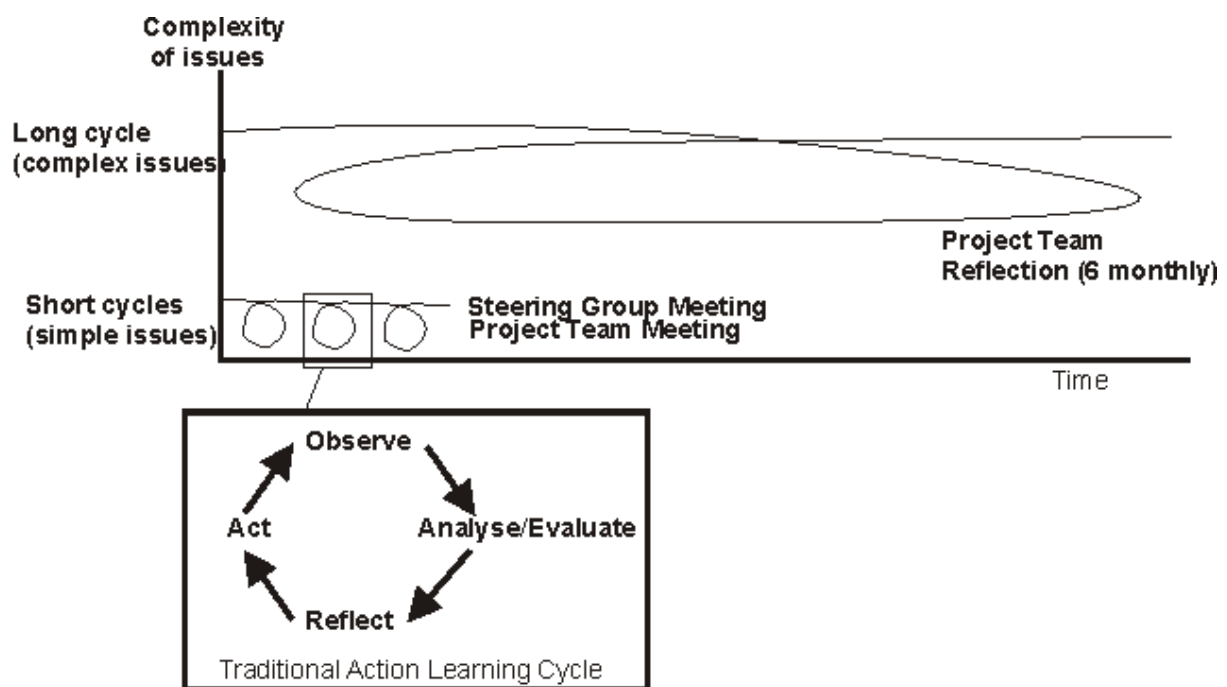 Complexity
of issues
Long cycle
(complex issues)
Project Team
Reflection (6 monthly)
Short cycles
(simple issues)
Steering Group Meeting
Project Team Meeting
Time
Observe
Act
Analyse/Evaluate
Reflect
Traditional Action Learning Cycle